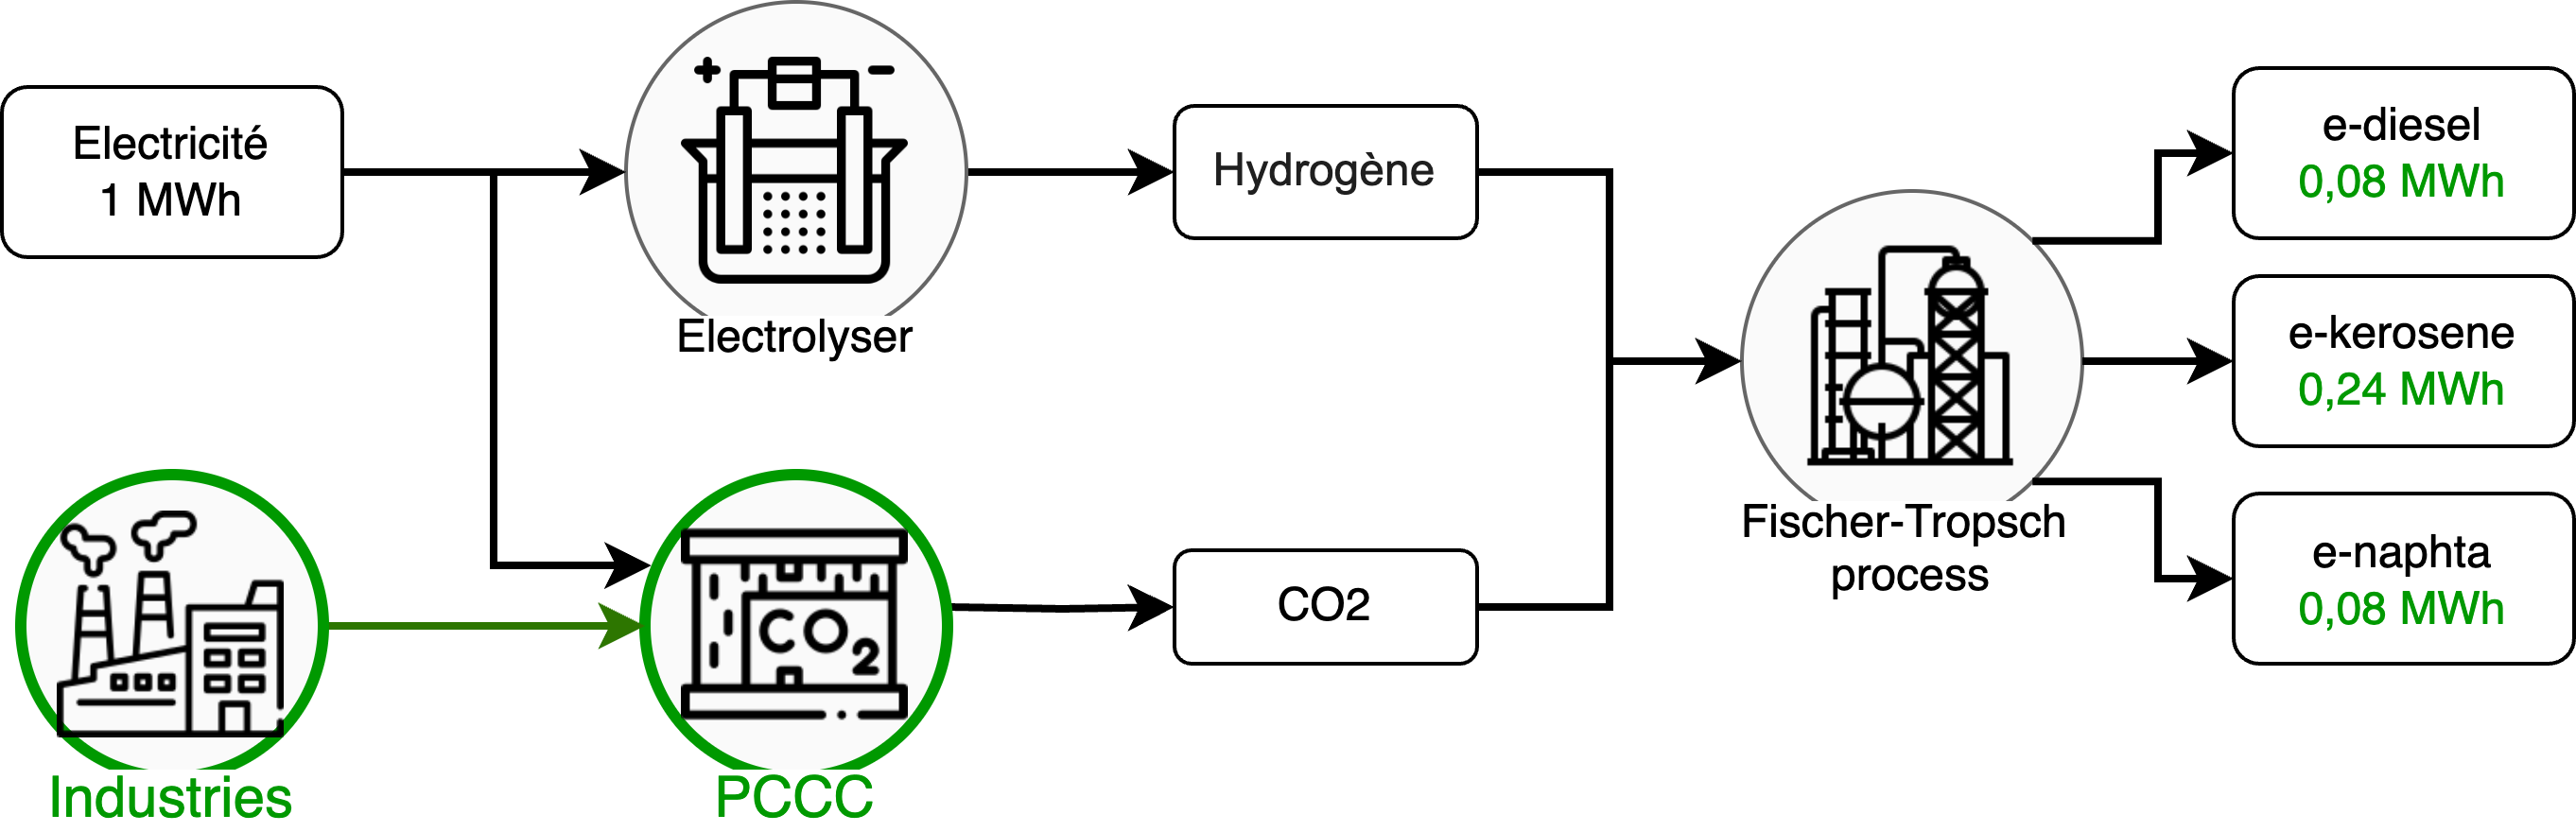 Electricité
1 MWh
+
−
Electrolyser
Hydrogène
Industries
CO2
PCCC
CO2
Fischer-Tropsch
process
e-diesel
0,08 MWh
e-kerosene
0,24 MWh
e-naphta
0,08 MWh